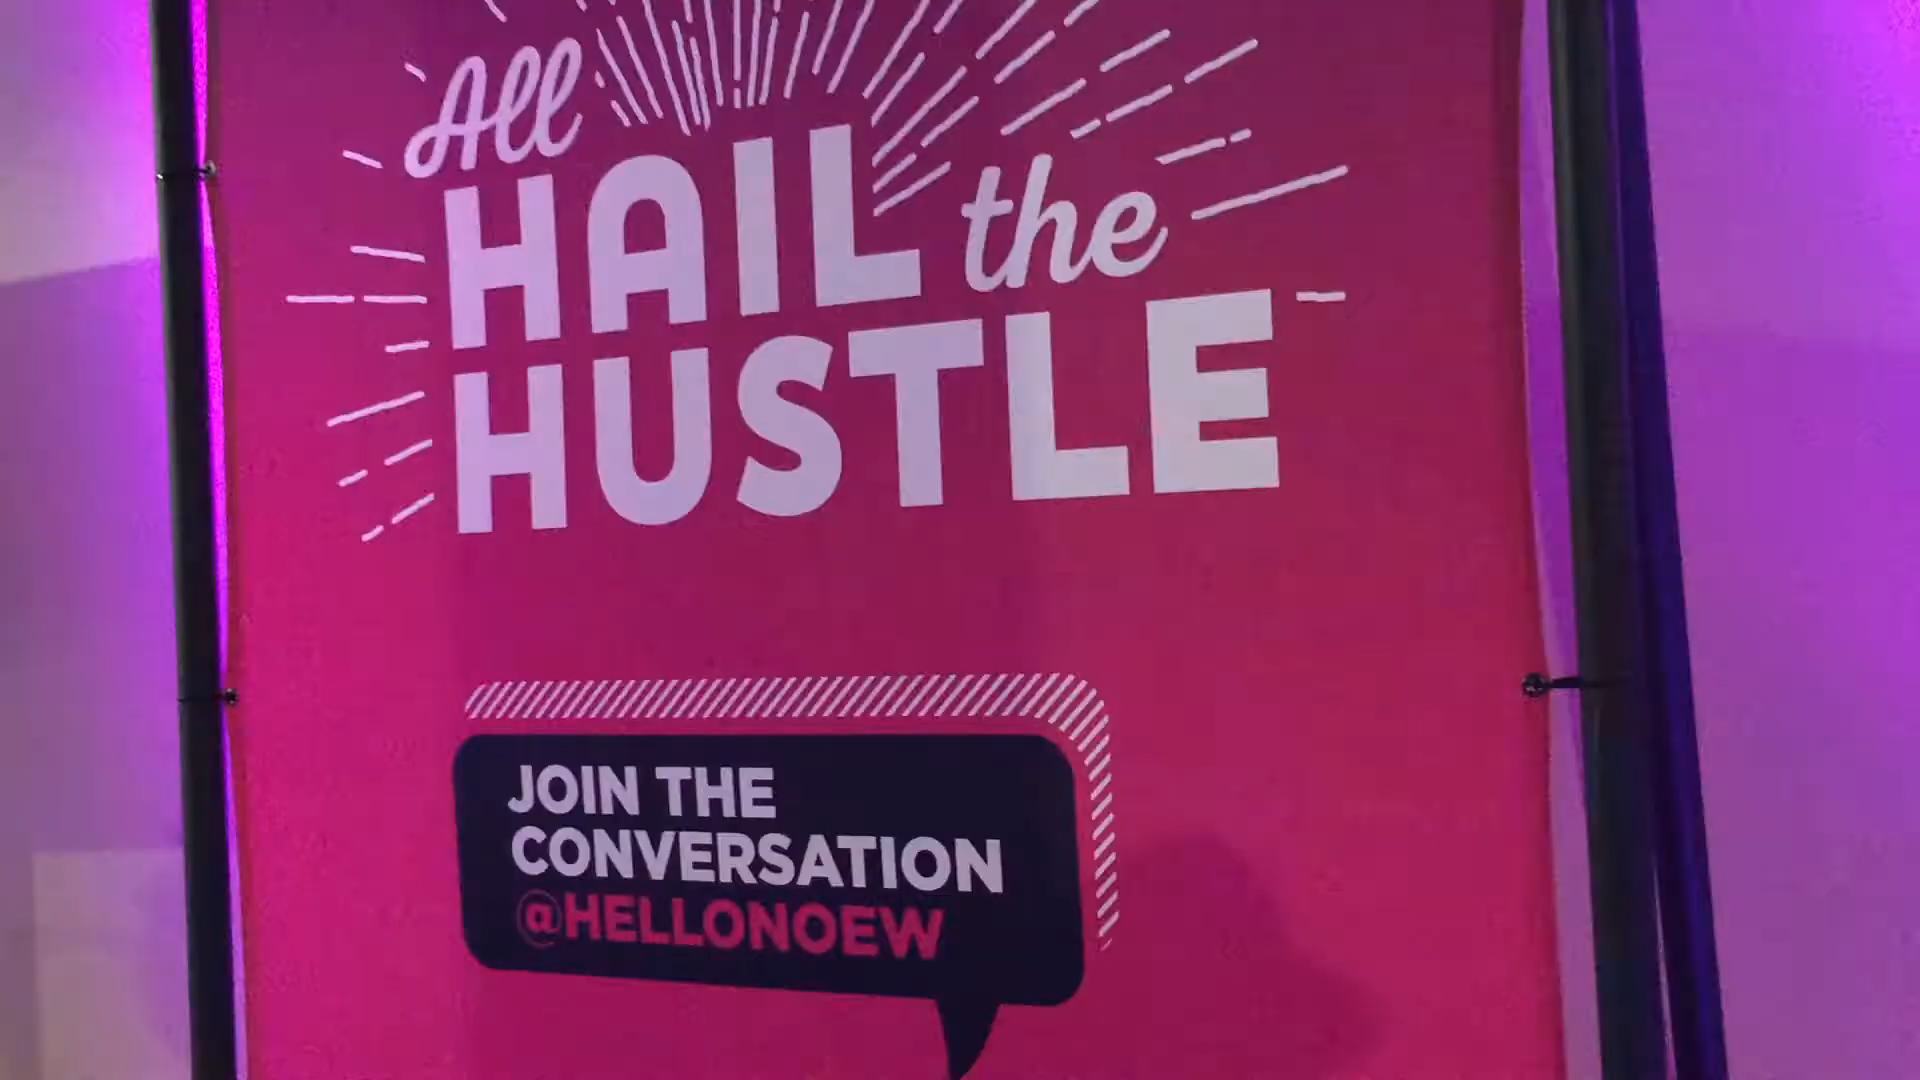 All
HAIL the
HUSTLE
JOIN THE
CONVERSATION
@HELLONOEW